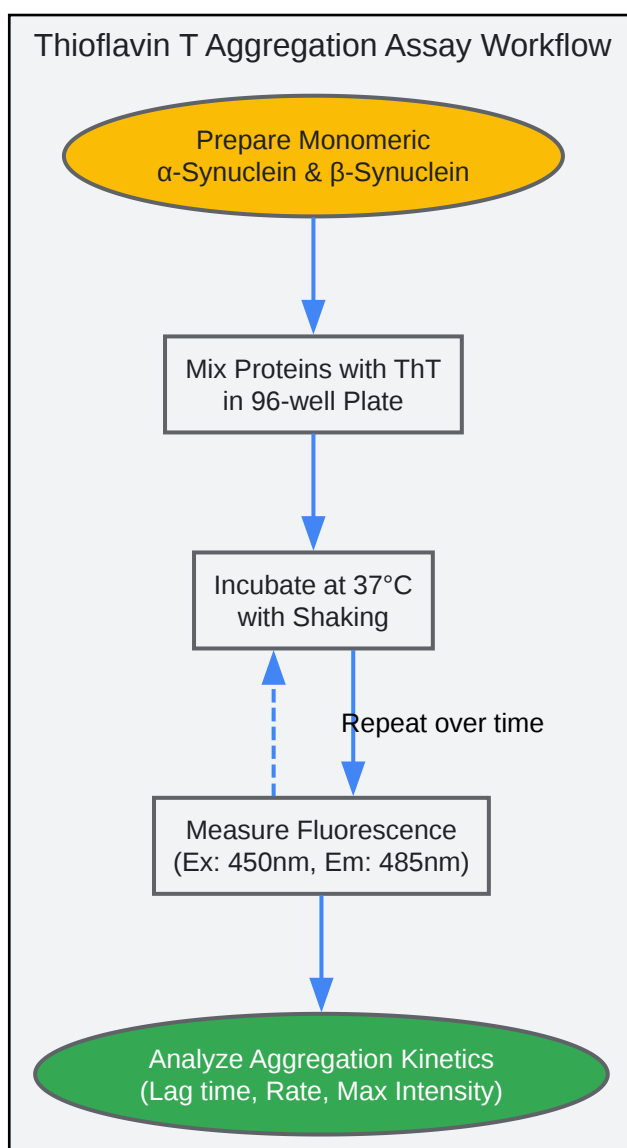 Thioflavin T Aggregation Assay Workflow
Prepare Monomeric
α-Synuclein & β-Synuclein
Mix Proteins with ThT
in 96-well Plate
Incubate at 37°C
with Shaking
Repeat over time
Measure Fluorescence
(Ex: 450nm, Em: 485nm)
Analyze Aggregation Kinetics
(Lag time, Rate, Max Intensity)